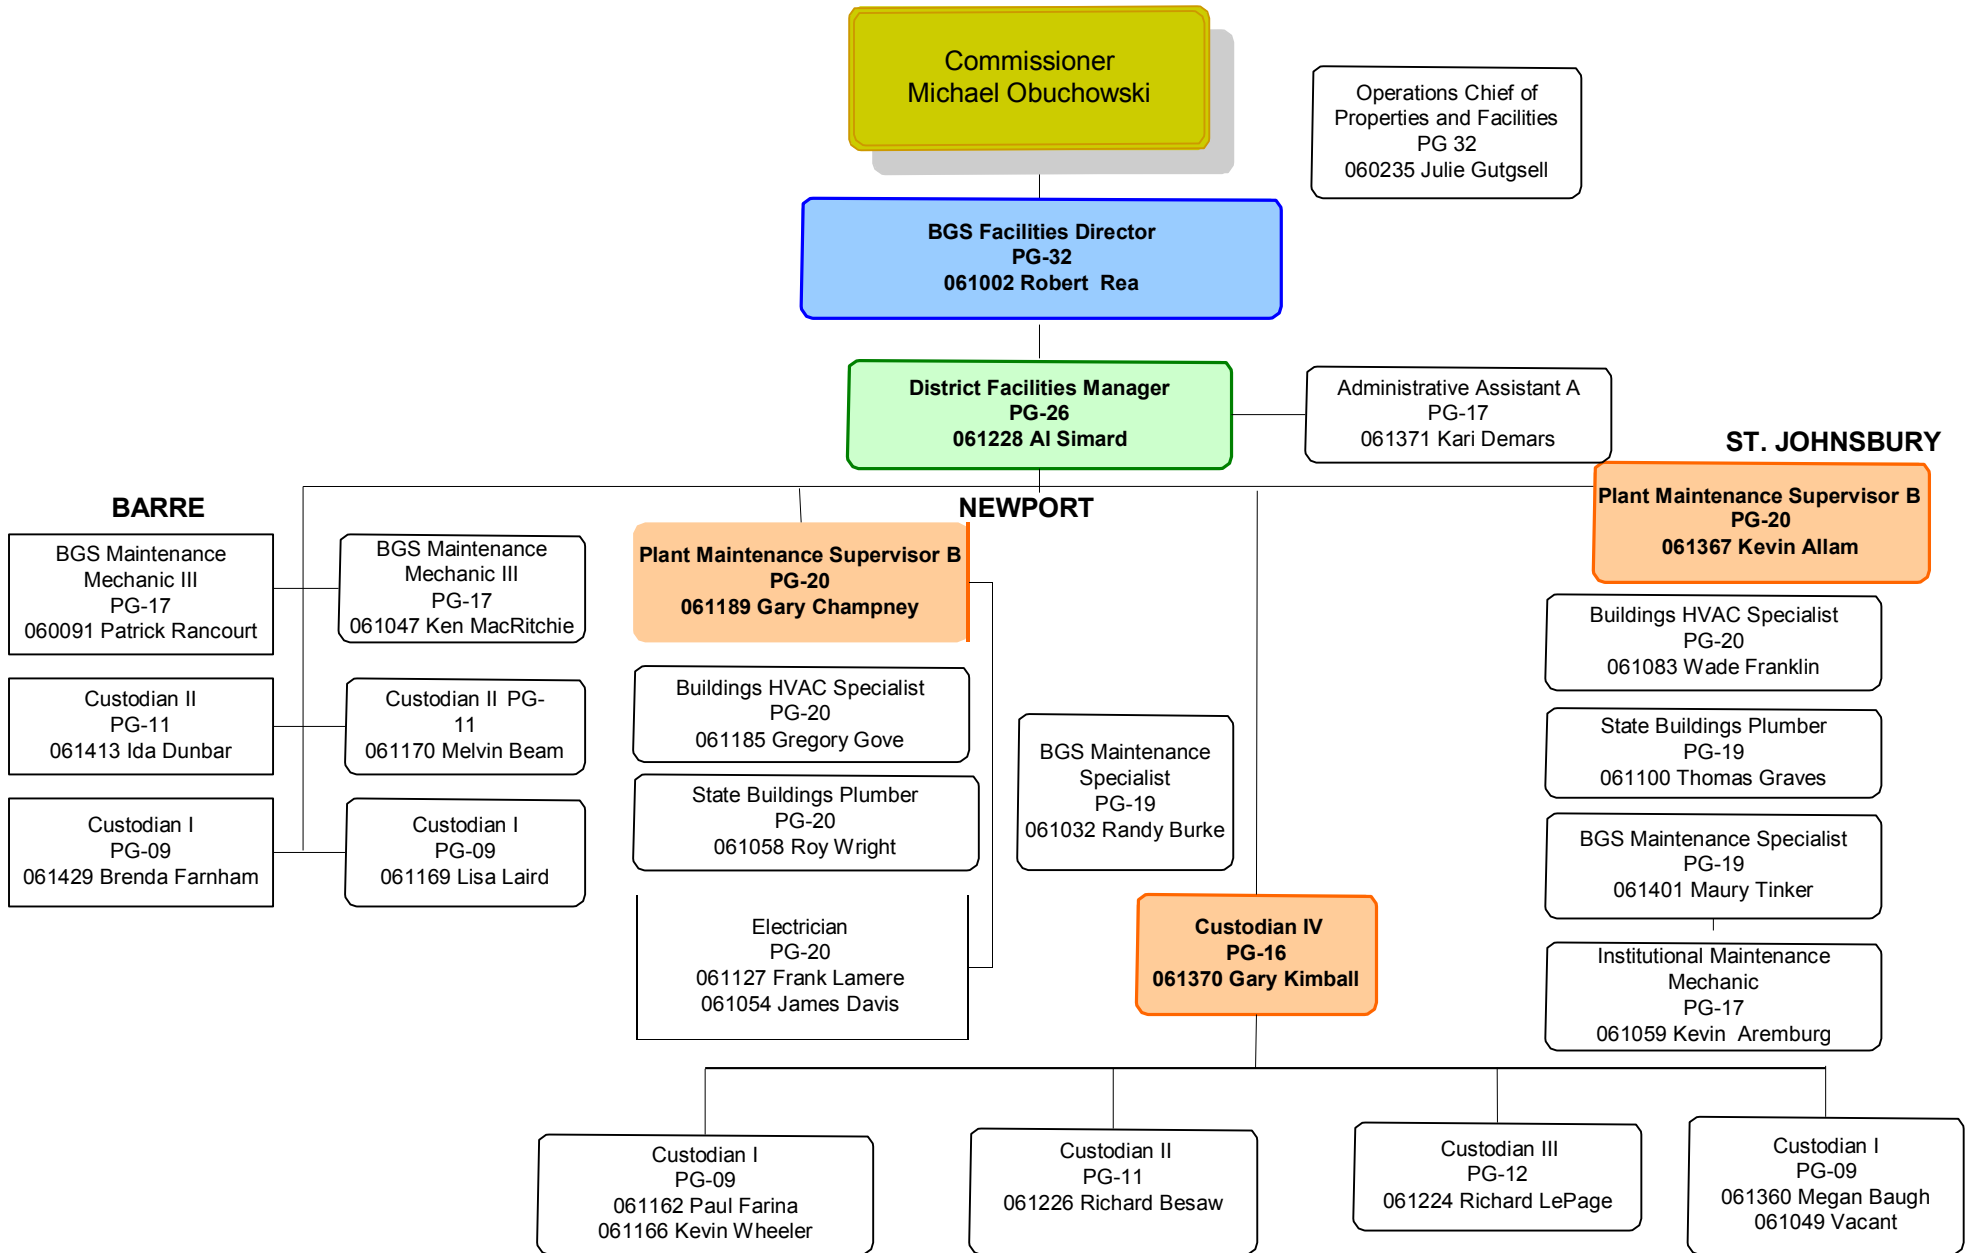 Commissioner
Michael Obuchowski
Operations Chief of
Properties and Facilities
PG 32
060235 Julie Gutgsell
BGS Facilities Director
PG-32
061002 Robert  Rea
District Facilities Manager
PG-26
061228 Al Simard
Administrative Assistant A
PG-17
061371 Kari Demars
ST. JOHNSBURY
BARRE
NEWPORT
BGS Maintenance
Mechanic III
PG-17
060091 Patrick Rancourt
BGS Maintenance
Mechanic III
PG-17
061047 Ken MacRitchie
Custodian II
PG-11
061413 Ida Dunbar
Custodian II PG-
11
061170 Melvin Beam
Custodian I
PG-09
061429 Brenda Farnham
Custodian I
PG-09
061169 Lisa Laird
Plant Maintenance Supervisor B
PG-20
061189 Gary Champney
Buildings HVAC Specialist
PG-20
061185 Gregory Gove
State Buildings Plumber
PG-20
061058 Roy Wright
Electrician
PG-20
061127 Frank Lamere
061054 James Davis
BGS Maintenance
Specialist
PG-19
061032 Randy Burke
Plant Maintenance Supervisor B
PG-20
061367 Kevin Allam
Buildings HVAC Specialist
PG-20
061083 Wade Franklin
State Buildings Plumber
PG-19
061100 Thomas Graves
BGS Maintenance Specialist
PG-19
061401 Maury Tinker
Institutional Maintenance
Mechanic
PG-17
061059 Kevin  Aremburg
Custodian IV
PG-16
061370 Gary Kimball
Custodian I
PG-09
061162 Paul Farina
061166 Kevin Wheeler
Custodian II
PG-11
061226 Richard Besaw
Custodian III
PG-12
061224 Richard LePage
Custodian I
PG-09
061360 Megan Baugh
061049 Vacant